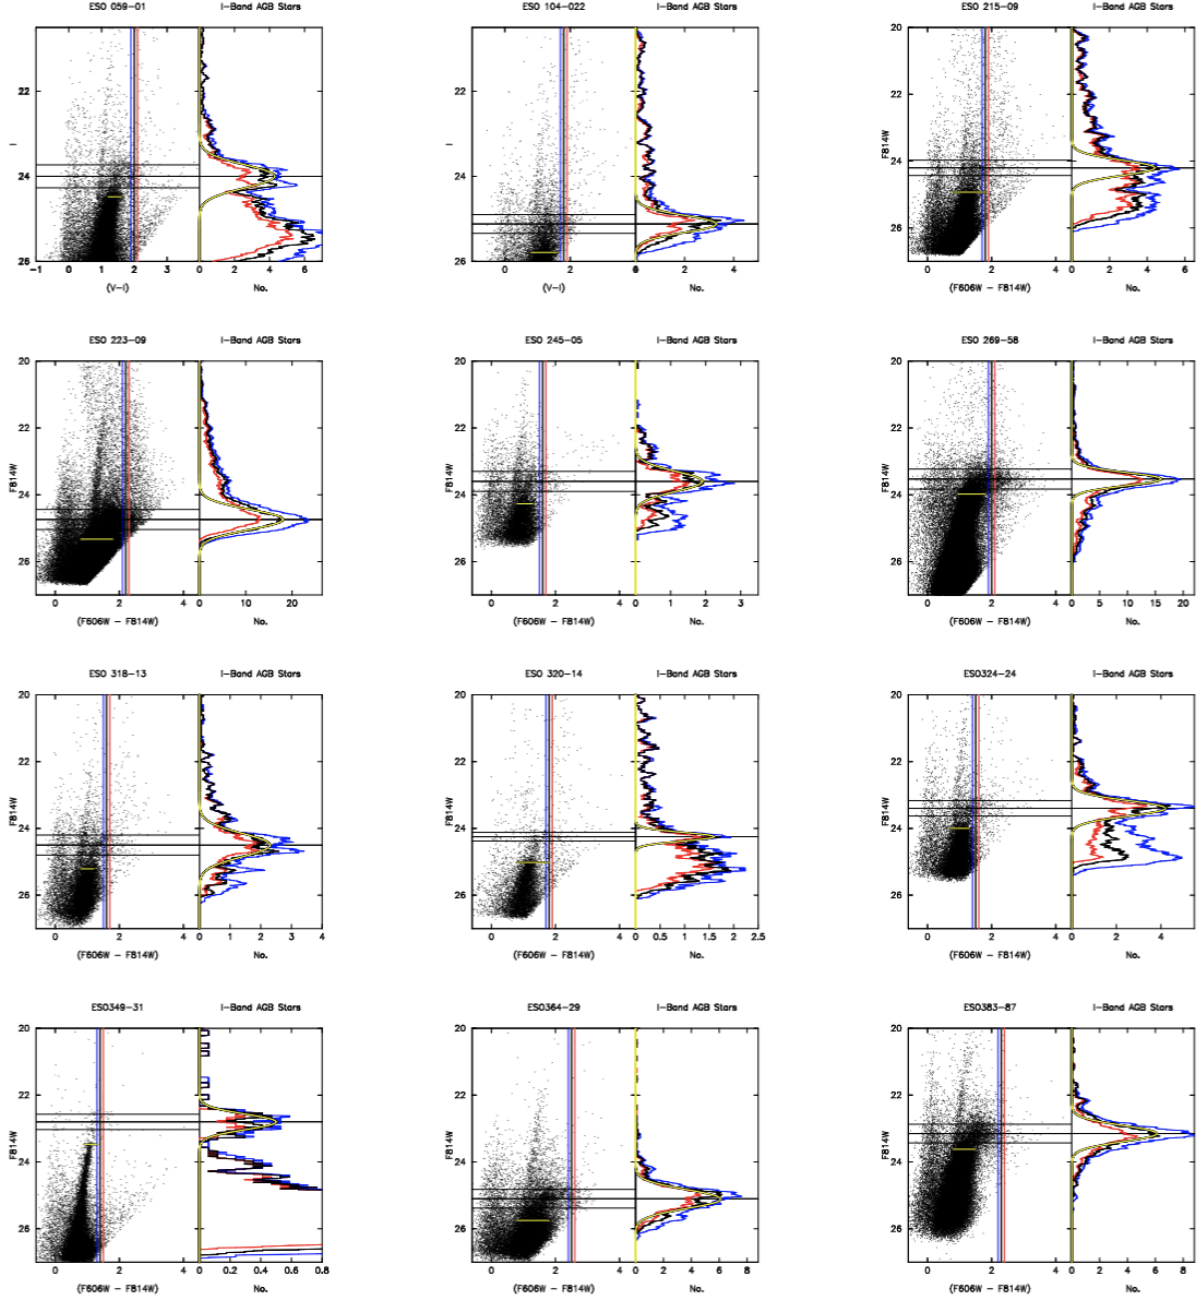 ESO 059-01 I-Band AGB Stars ESO 104-022 I-Band AGB Stars ESO 215-09 I-Band AGB Stars
20
22 22 22
I I F814W
24 24 24
26 26 26
-1 0 1 2 3 0 2 4 6 0 2 4 0 2 4 0 2 4 0 2 4 6
(V-I) No. (V-I) No. (F606W - F814W) No.
ESO 223-09 I-Band AGB Stars ESO 245-05 I-Band AGB Stars ESO 269-58 I-Band AGB Stars
20 20 20
22 22 22
F814W F814W F814W
24 24 24
26 26 26
0 2 4 0 10 20 0 2 4 0 1 2 3 0 2 4 0 5 10 15 20
(F606W - F814W) No. (F606W - F814W) No. (F606W - F814W) No.
ESO 318-13 I-Band AGB Stars ESO 320-14 I-Band AGB Stars ESO324-24 I-Band AGB Stars
20 20 20
22 22 22
F814W F814W F814W
24 24 24
26 26 26
0 2 4 0 1 2 3 4 0 2 4 0 0.5 1 1.5 2 2.5 0 2 4 0 2 4
(F606W - F814W) No. (F606W - F814W) No. (F606W - F814W) No.
ESO349-31 I-Band AGB Stars ESO364-29 I-Band AGB Stars ESO383-87 I-Band AGB Stars
20 20 20
22 22 22
F814W F814W F814W
24 24 24
26 26 26
0 2 4 0 0.2 0.4 0.6 0.8 0 2 4 0 2 4 6 8 0 2 4 0 2 4 6 8
(F606W - F814W) No. (F606W - F814W) No. (F606W - F814W) No.